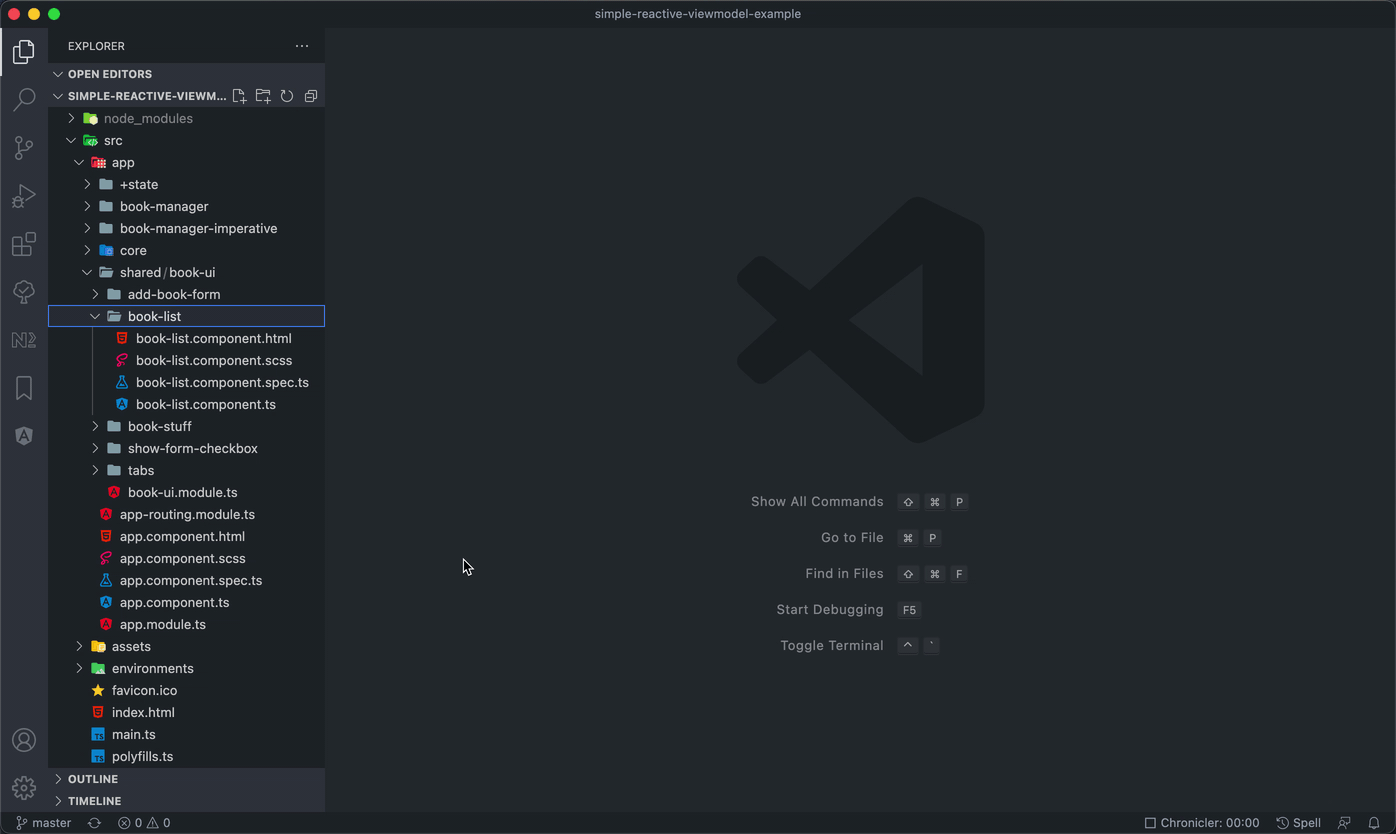 simple-reactive-viewmodel-example
EXPLORER
OPEN EDITORS
SIMPLE-REACTIVE-VIEWM...
node_modules
src
app
+state
book-manager
book-manager-imperative
core
shared/book-ui
add-book-form
book-list
book-list.component.html
book-list.component.scss
book-list.component.spec.ts
book-list.component.ts
book-stuff
show-form-checkbox
tabs
book-ui.module.ts
app-routing.module.ts
app.component.html
app.component.scss
app.component.spec.ts
app.component.ts
app.module.ts
assets
environments
favicon.ico
index.html
main.ts
polyfills.ts
OUTLINE
TIMELINE
Show All Commands ⇧ ⌘ P
Go to File ⌘ P
Find in Files ⇧ ⌘ F
Start Debugging F5
Toggle Terminal ^ `
master 0 0 Chronicler: 00:00 Spell